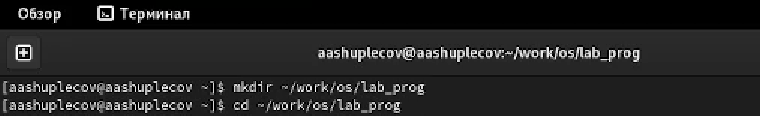 Обзор Терминал
aashuplecov@aashuplecov:~/work/os/lab_prog
[aashuplecov@aashuplecov ~]$ mkdir ~/work/os/lab_prog
[aashuplecov@aashuplecov ~]$ cd ~/work/os/lab_prog